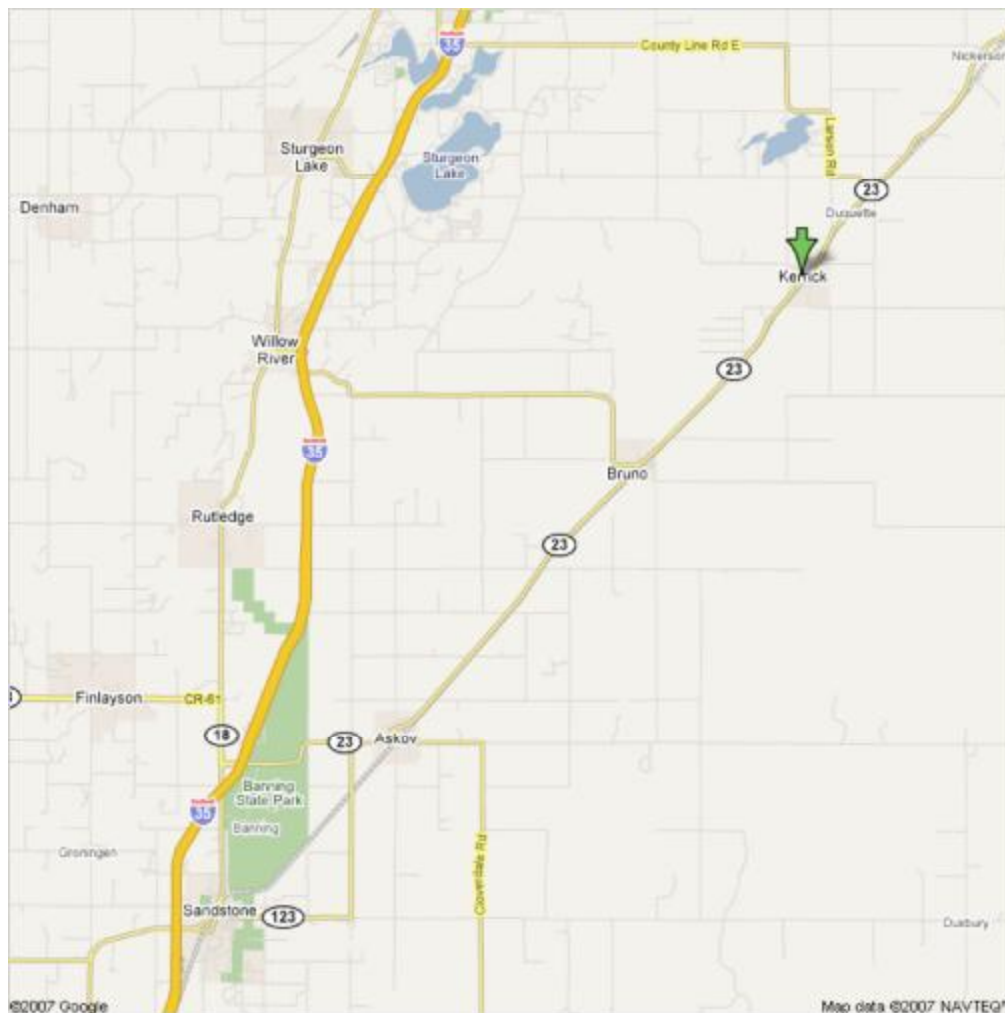 35
County Line Rd E
Nickerson
Larson Rd
Sturgeon
Lake
Sturgeon
Lake
23
Denham
Duquette
Kerrick
Willow
River
23
35
Bruno
Rutledge
23
Finlayson
CR-61
18
23
Askov
Banning
State Park
35
Banning
Groningen
Cloverdale Rd
Sandstone
123
Duxbury
©2007 Google
Map data ©2007 NAVTEQ